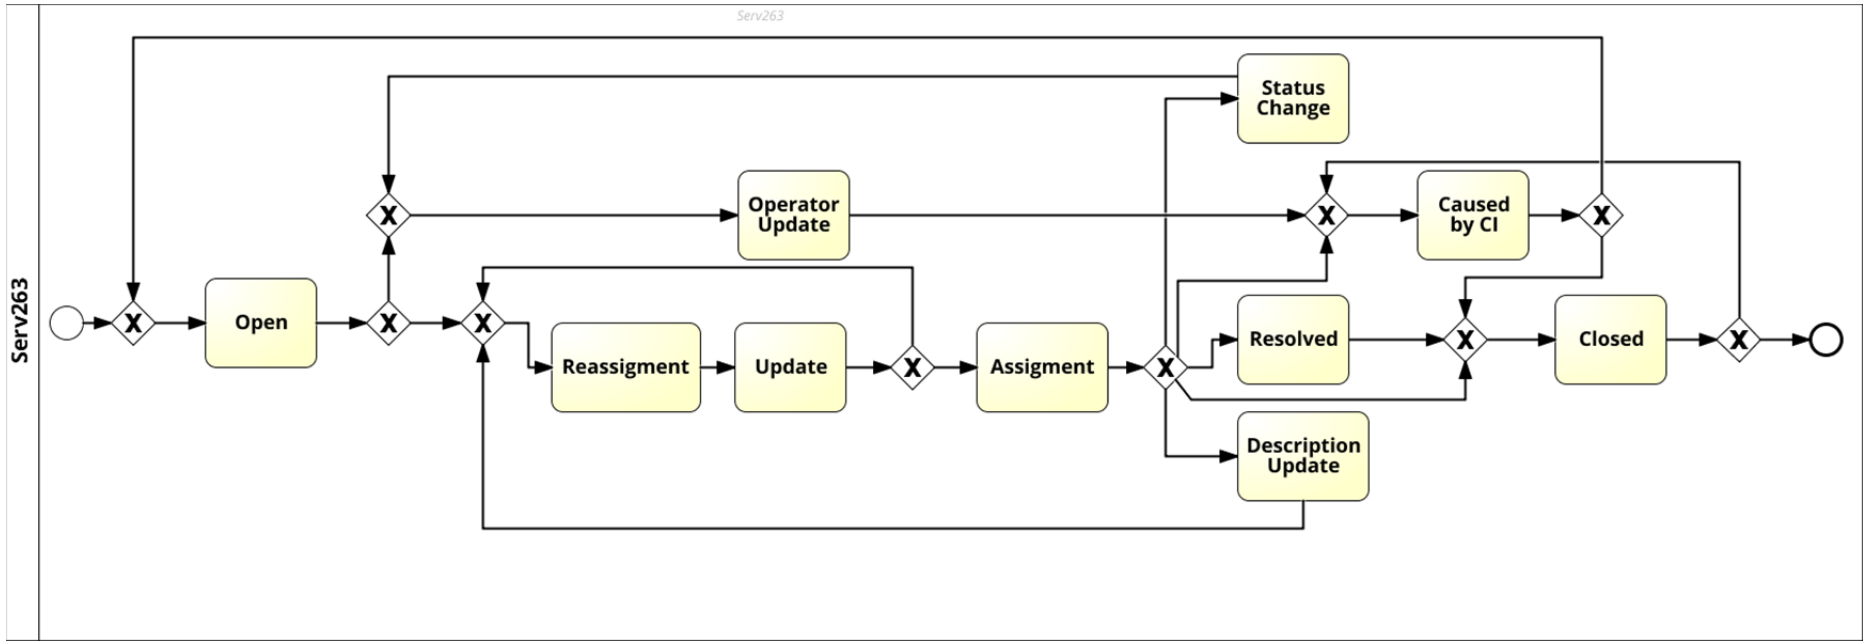 Serv263
Serv263
Status
Change
Operator
Update
X
X
Caused
by CI
X
X
Open
X
X
Reassigment
Update
X
Assigment
X
Resolved
X
Closed
X
Description
Update